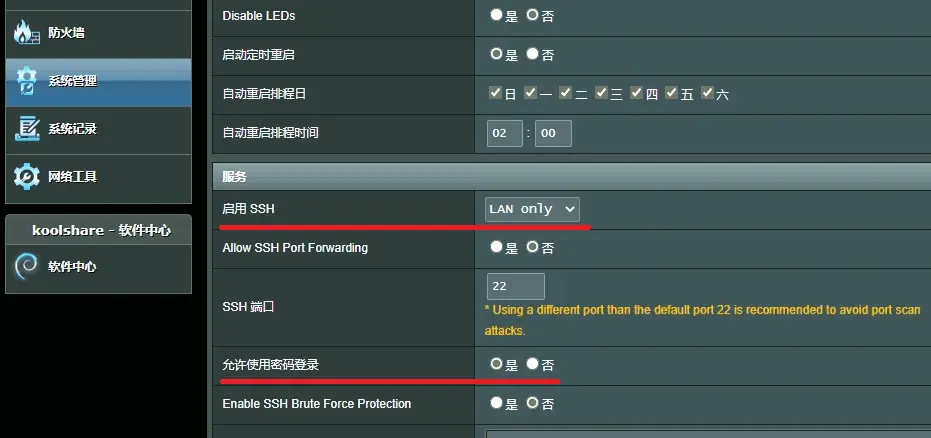 防火墙
系统管理
系统记录
网络工具
koolshare - 软件中心
软件中心
Disable LEDs 是 否
启动定时重启 是 否
自动重启排程日 日 一 二 三 四 五 六
自动重启排程时间 02 : 00
服务
启用 SSH LAN only
Allow SSH Port Forwarding 是 否
SSH 端口 22
* Using a different port than the default port 22 is recommended to avoid port scan
attacks.
允许使用密码登录 是 否
Enable SSH Brute Force Protection 是 否